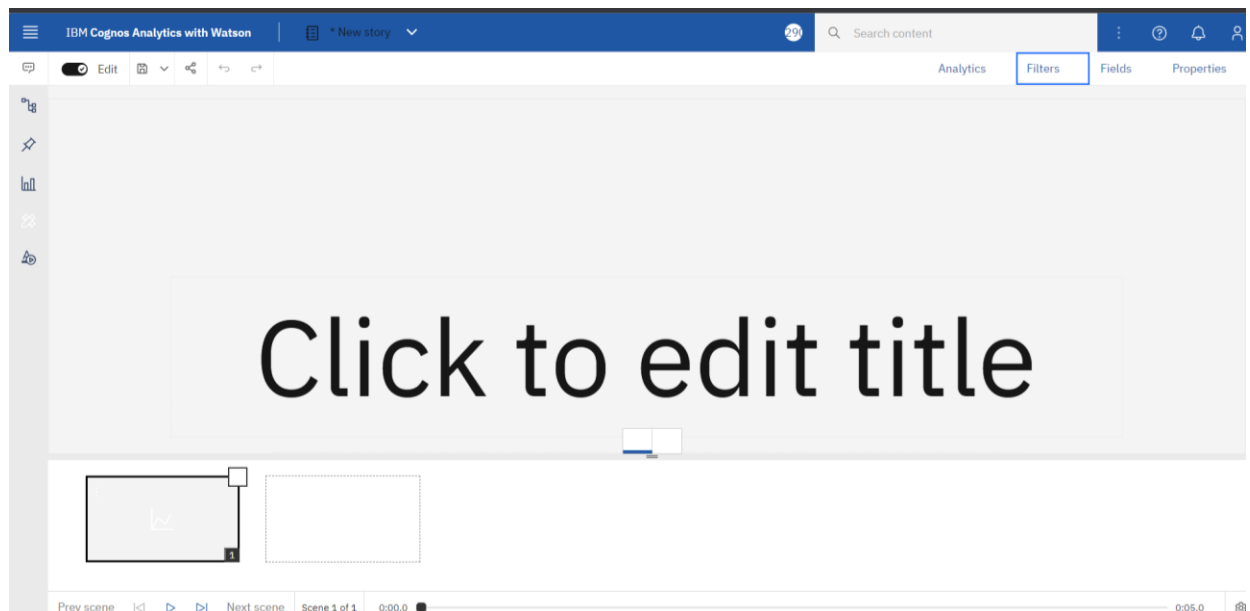 IBM Cognos Analytics with Watson
* New story
290
Search content
Edit
Analytics
Filters
Fields
Properties
Click to edit title
1
Prev scene
Next scene
Scene 1 of 1
0:00.0
0:05.0